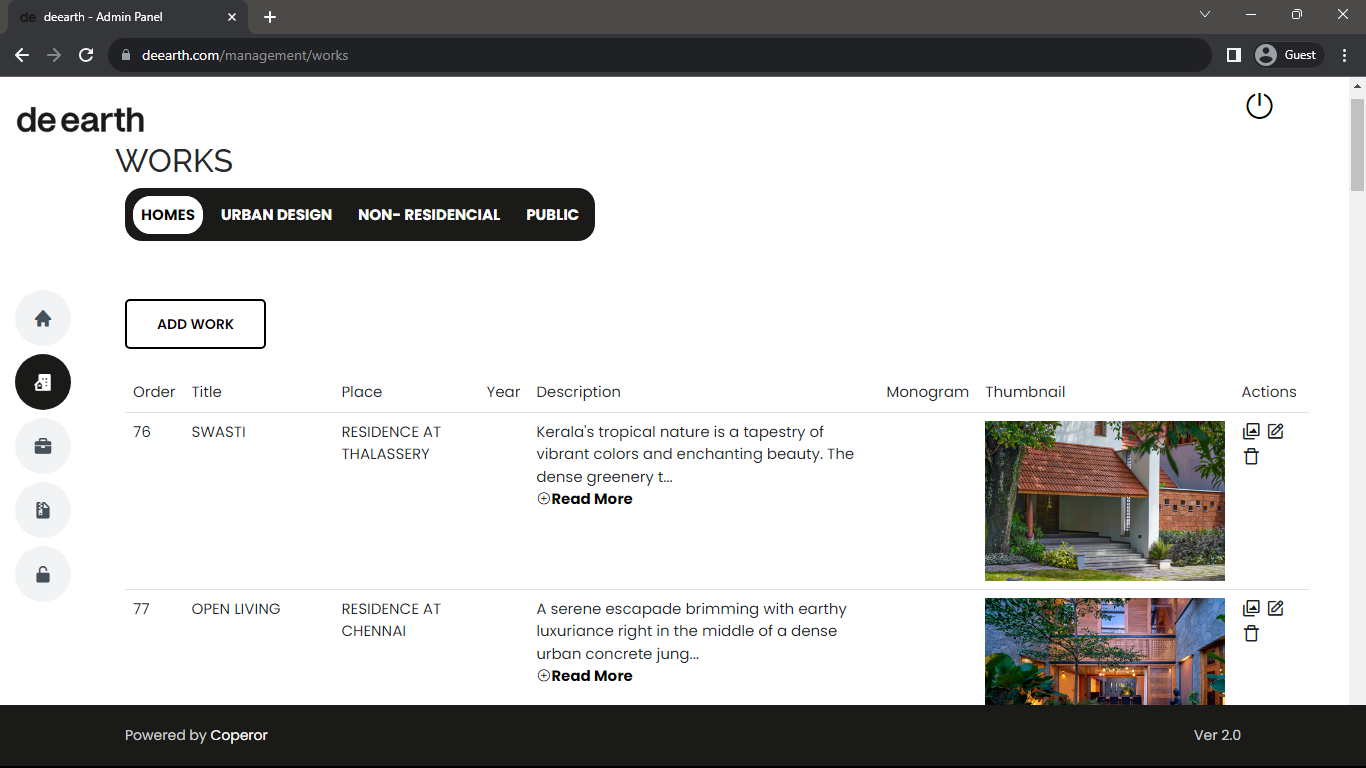 de deearth - Admin Panel
deearth.com/management/works
Guest
de earth
WORKS
HOMES URBAN DESIGN NON- RESIDENCIAL PUBLIC
ADD WORK
Order Title Place Year Description Monogram Thumbnail Actions
76 SWASTI RESIDENCE AT Kerala's tropical nature is a tapestry of
THALASSERY vibrant colors and enchanting beauty. The
dense greenery t...
Read More
77 OPEN LIVING RESIDENCE AT A serene escapade brimming with earthy
CHENNAI luxuriance right in the middle of a dense
urban concrete jung...
Read More
Powered by Coperor Ver 2.0